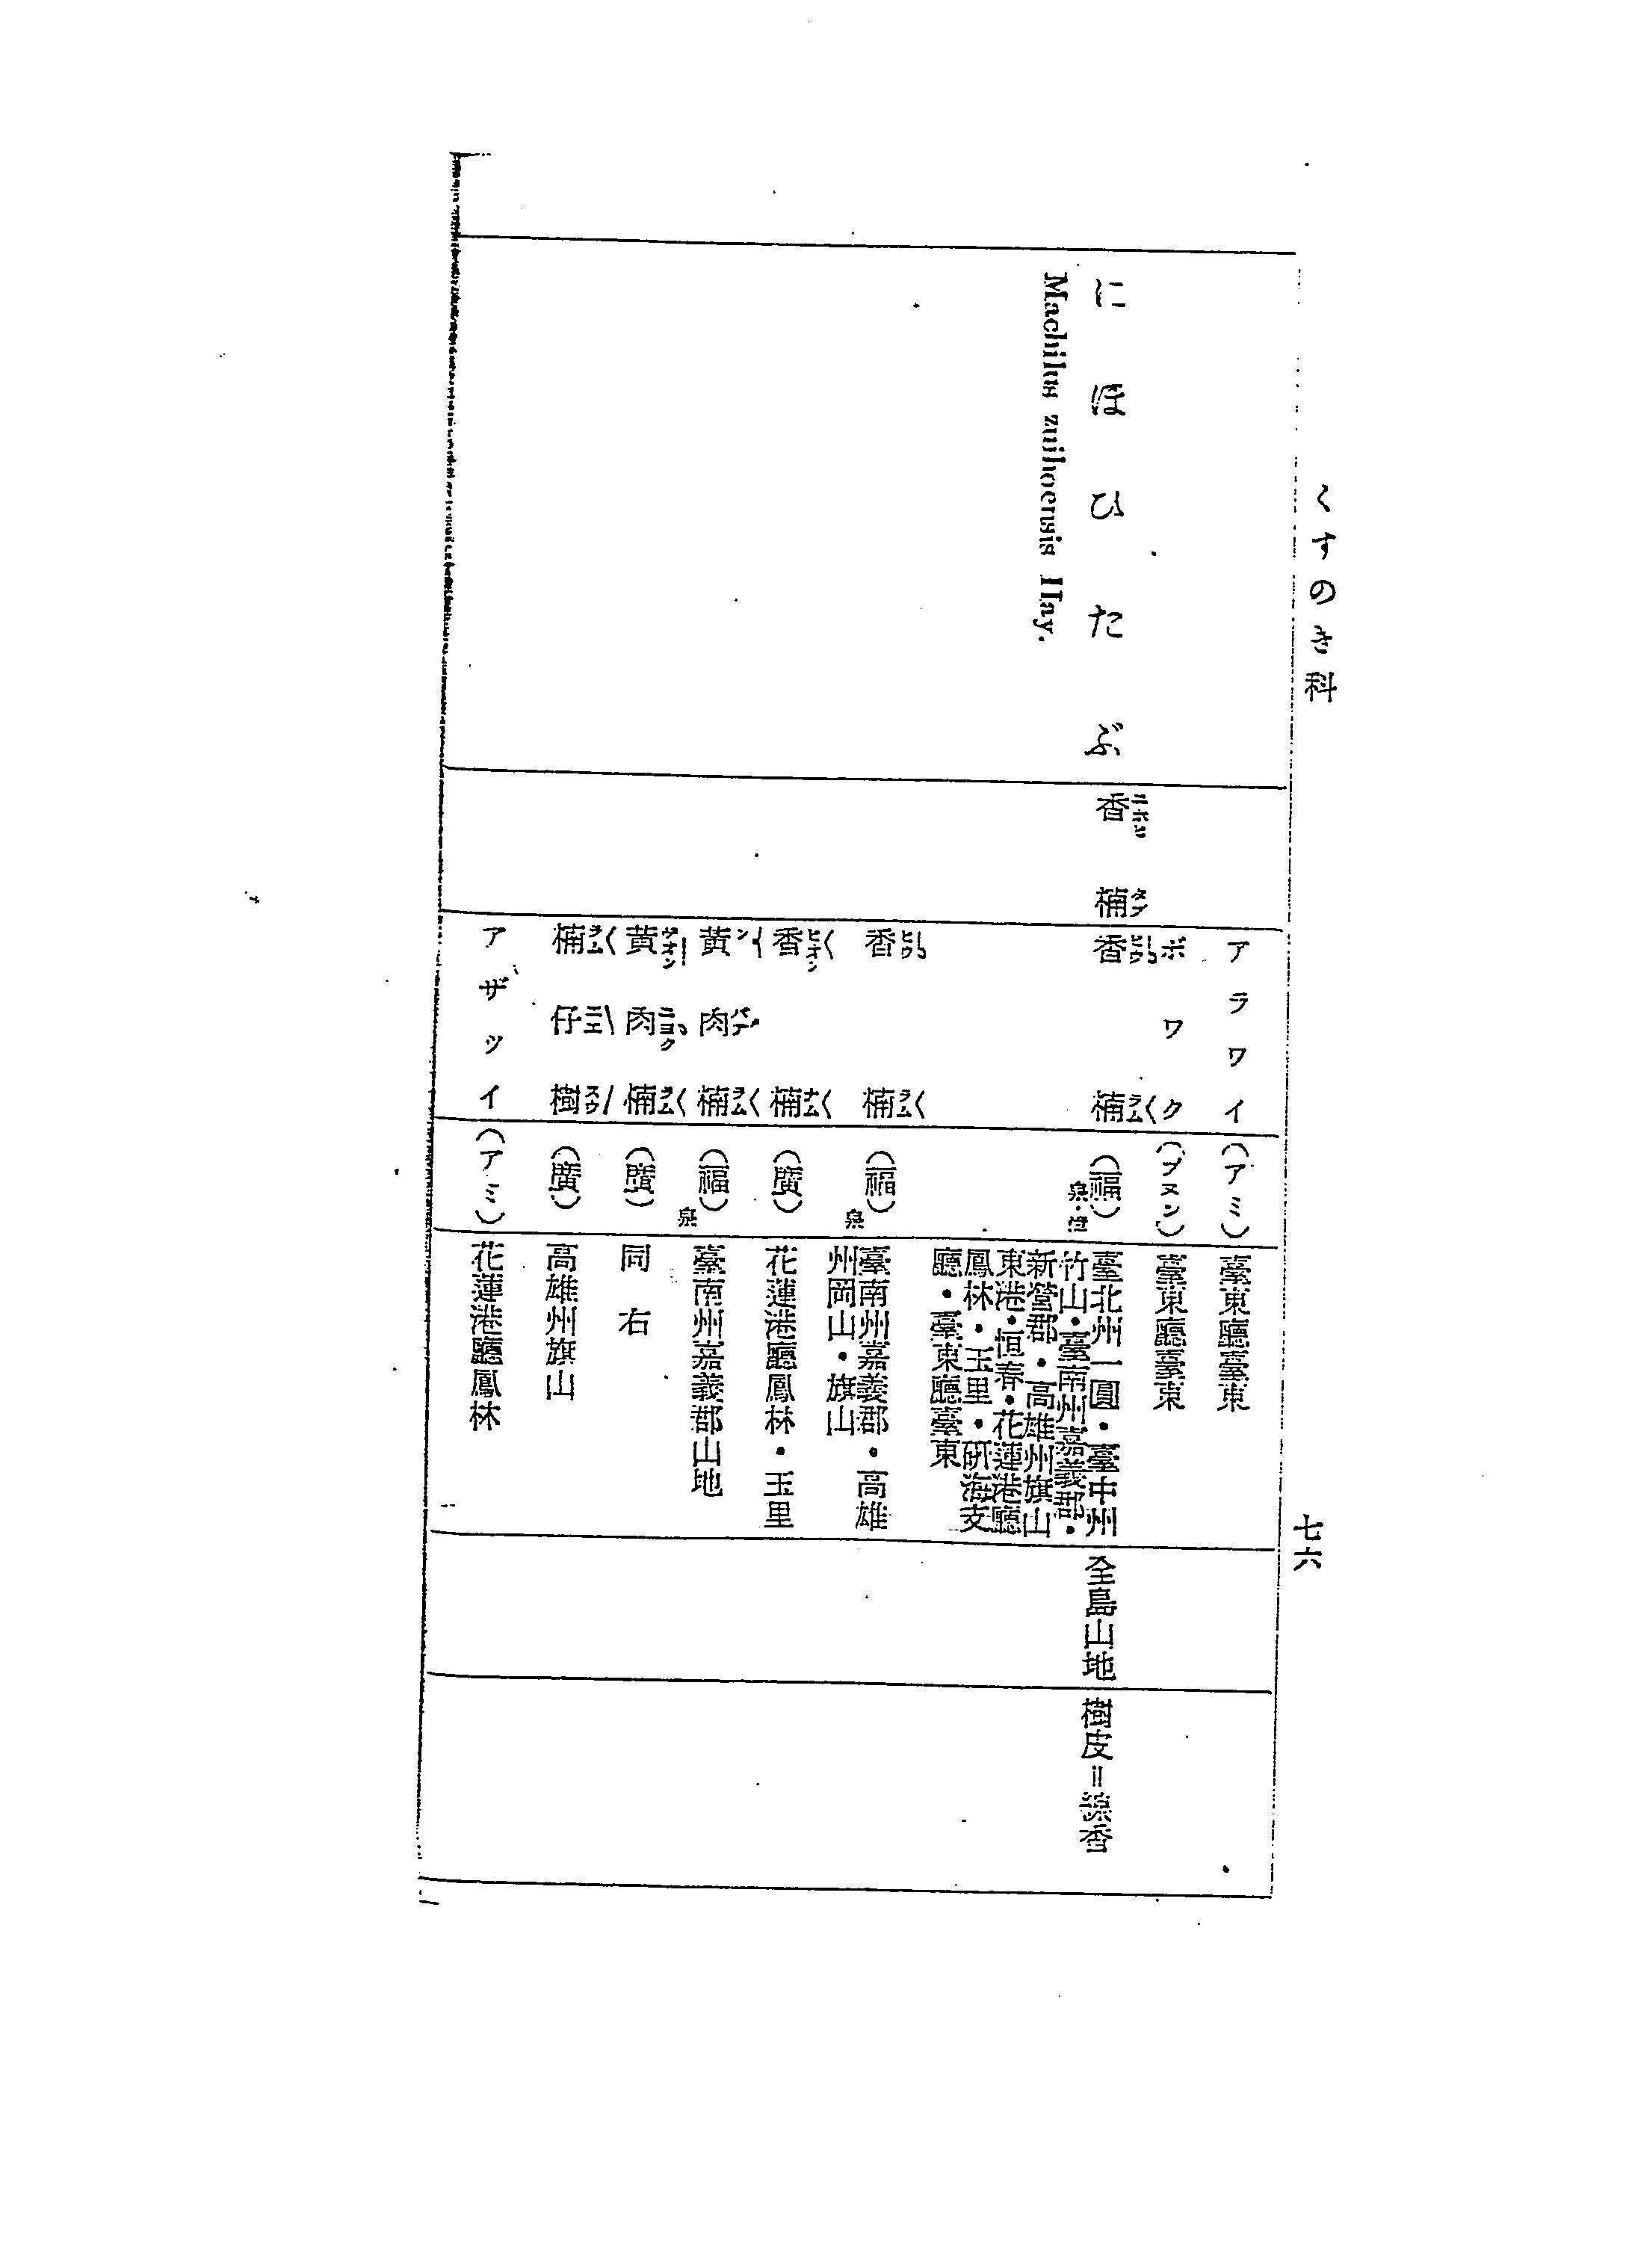 くすのき科
七六
アラワイ
(アミ)
臺東廳臺東
ボワク
(ブヌン)
臺東廳臺東
にほひたぶ
Machilus zuihoensis Hay.
香楠
香楠
(福)
泉・漳
臺北州一圓・臺中州
竹山・臺南州嘉義郡・
新營郡・高雄州旗山
東港・恒春・花蓮港廳
鳳林・玉里・研海支
廳・臺東廳臺東
全島山地
樹皮=線香
香楠
(福)
泉
臺南州嘉義郡・高雄
州岡山・旗山
香楠
(廣)
花蓮港廳鳳林・玉里
黃肉楠
(福)
泉
臺南州嘉義郡山地
黃肉楠
(廣)
同右
楠仔樹
(廣)
高雄州旗山
アザツイ
(アミ)
花蓮港廳鳳林